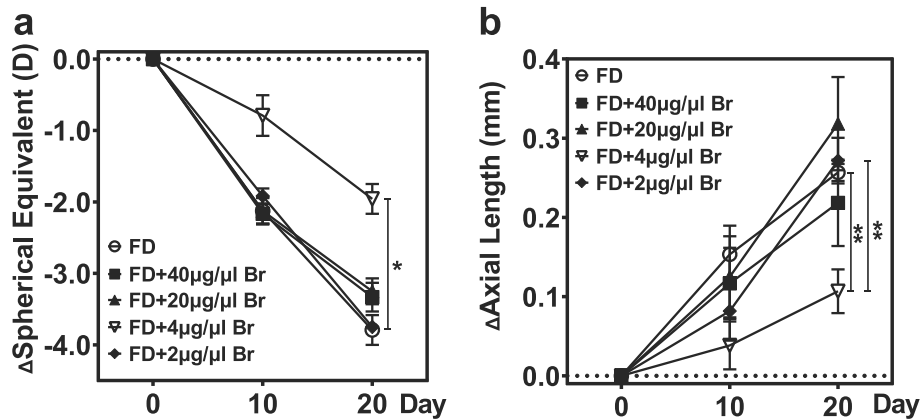 a
ΔSpherical Equivalent (D)
0.0
-1.0
-2.0
-3.0
-4.0
FD
FD+40µg/µl Br
FD+20µg/µl Br
FD+4µg/µl Br
FD+2µg/µl Br
*
0 10 20 Day
b
ΔAxial Length (mm)
0.4
0.3
0.2
0.1
0.0
FD
FD+40µg/µl Br
FD+20µg/µl Br
FD+4µg/µl Br
FD+2µg/µl Br
**
**
0 10 20 Day